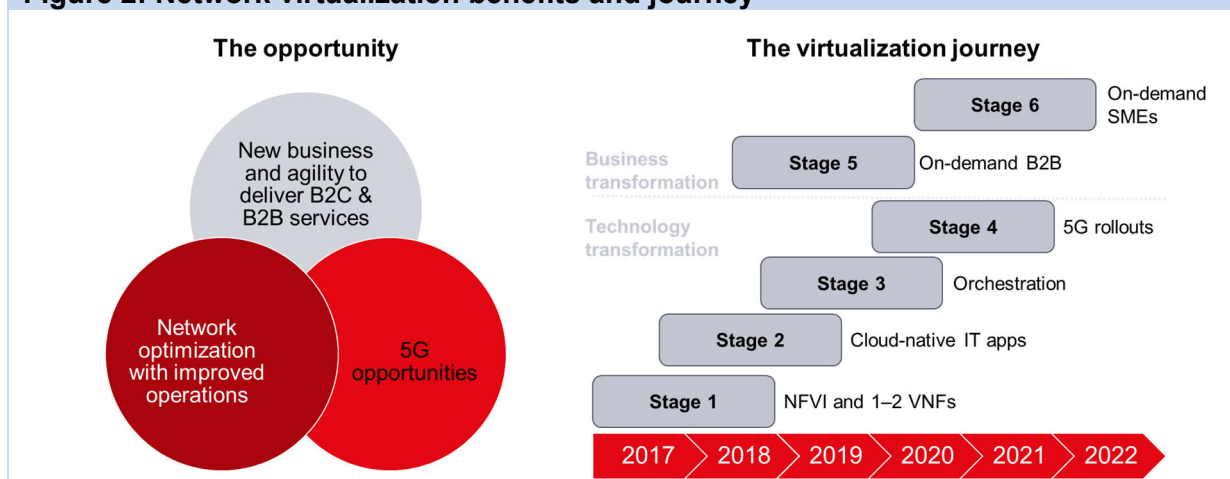 Figure 2: Network virtualization benefits and journey
The opportunity
New business
and agility to
deliver B2C &
B2B services
Network
optimization
with improved
operations
5G
opportunities
The virtualization journey
Stage 6
On-demand
SMEs
Business
transformation
Stage 5
On-demand B2B
Technology
transformation
Stage 4
5G rollouts
Stage 3
Orchestration
Stage 2
Cloud-native IT apps
Stage 1
NFVI and 1–2 VNFs
2017
2018
2019
2020
2021
2022